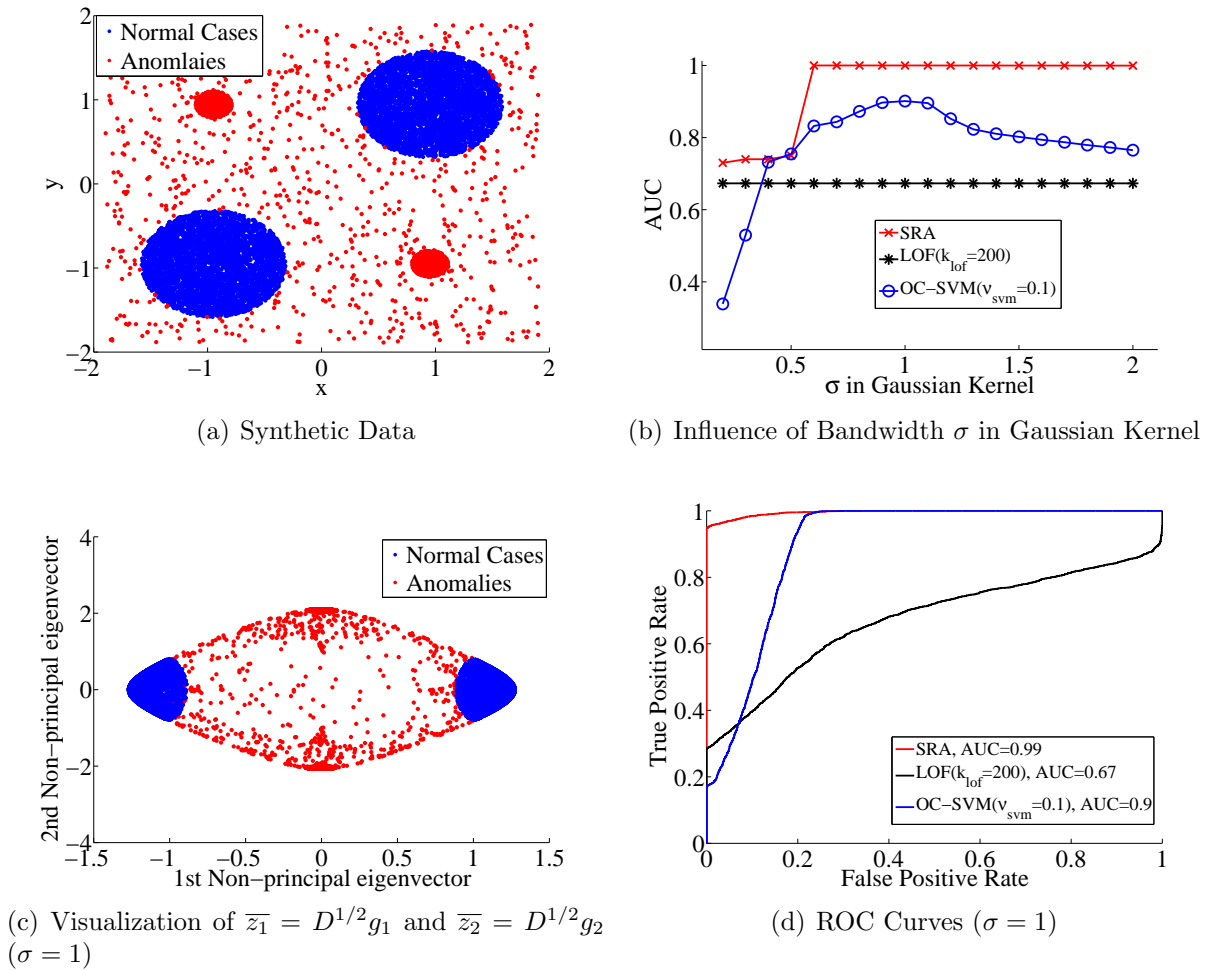 2
1
0
−1
−2
−2
−1
0
1
2
x
y
Normal Cases
Anomlaies
(a) Synthetic Data
1
0.8
0.6
0.4
0.5
1
1.5
2
σ in Gaussian Kernel
AUC
SRA
LOF(k_lof=200)
OC−SVM(ν_svm=0.1)
(b) Influence of Bandwidth σ in Gaussian Kernel
4
2
0
−2
−4
−1.5
−1
−0.5
0
0.5
1
1.5
1st Non−principal eigenvector
2nd Non−principal eigenvector
Normal Cases
Anomalies
(c) Visualization of \overline{z_1} = D^{1/2}g_1 and \overline{z_2} = D^{1/2}g_2
(σ = 1)
1
0.8
0.6
0.4
0.2
0
0
0.2
0.4
0.6
0.8
1
False Positive Rate
True Positive Rate
SRA, AUC=0.99
LOF(k_lof=200), AUC=0.67
OC−SVM(ν_svm=0.1), AUC=0.9
(d) ROC Curves (σ = 1)